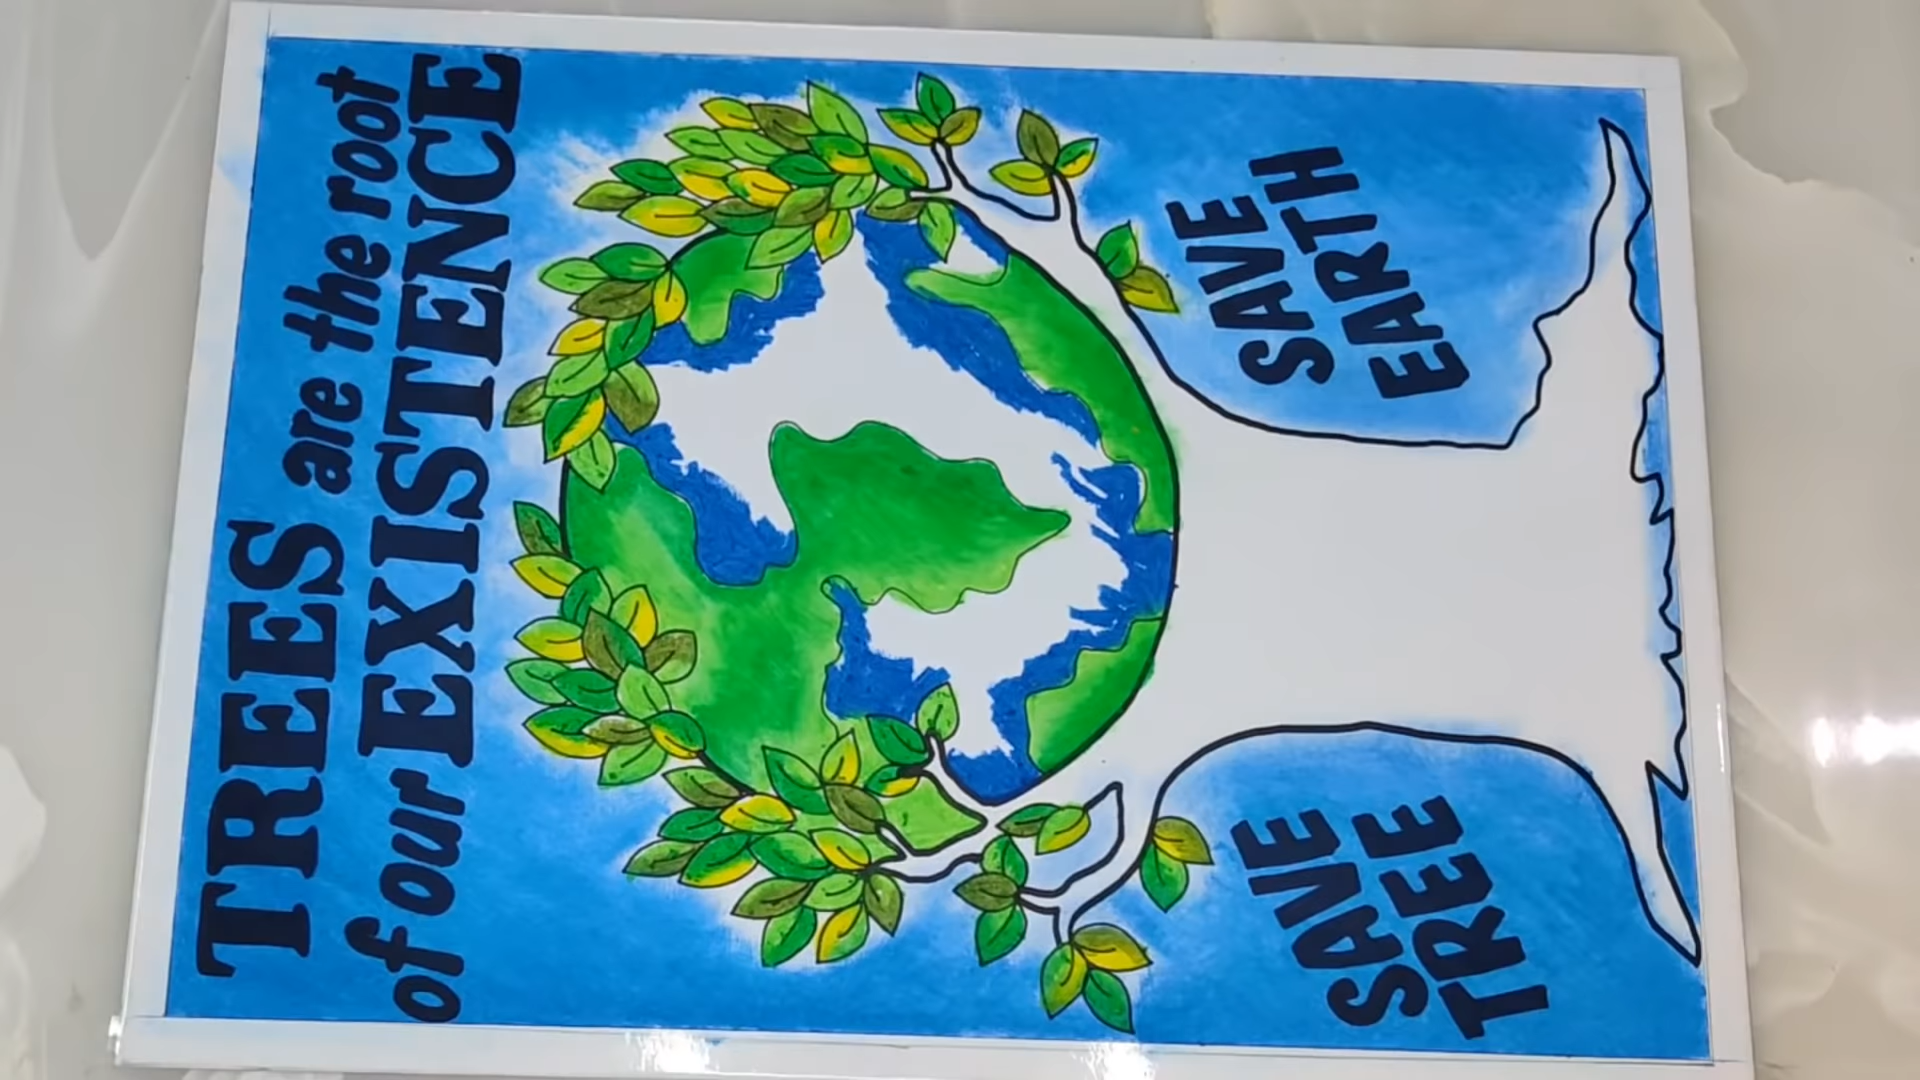 TREES are the root
of our EXISTENCE
SAVE
TREE
SAVE
EARTH